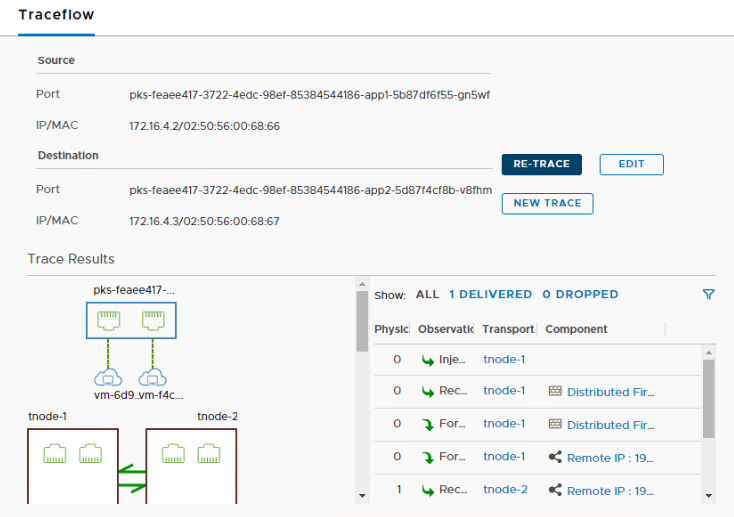 Traceflow
Source
Port pks-feaee417-3722-4edc-98ef-85384544186-app1-5b87df6f55-gn5wf
IP/MAC 172.16.4.2/02:50:56:00:68:66
Destination
RE-TRACE EDIT
Port pks-feaee417-3722-4edc-98ef-85384544186-app2-5d87f4cf8b-v8fhm
NEW TRACE
IP/MAC 172.16.4.3/02:50:56:00:68:67
Trace Results
pks-feaee417-...
vm-6d9..vm-f4c...
tnode-1 tnode-2
Show: ALL 1 DELIVERED 0 DROPPED
Physic Observatic Transport Component
0 Inje... tnode-1
0 Rec... tnode-1 Distributed Fir...
0 For... tnode-1 Distributed Fir...
0 For... tnode-1 Remote IP : 19...
1 Rec... tnode-2 Remote IP : 19...